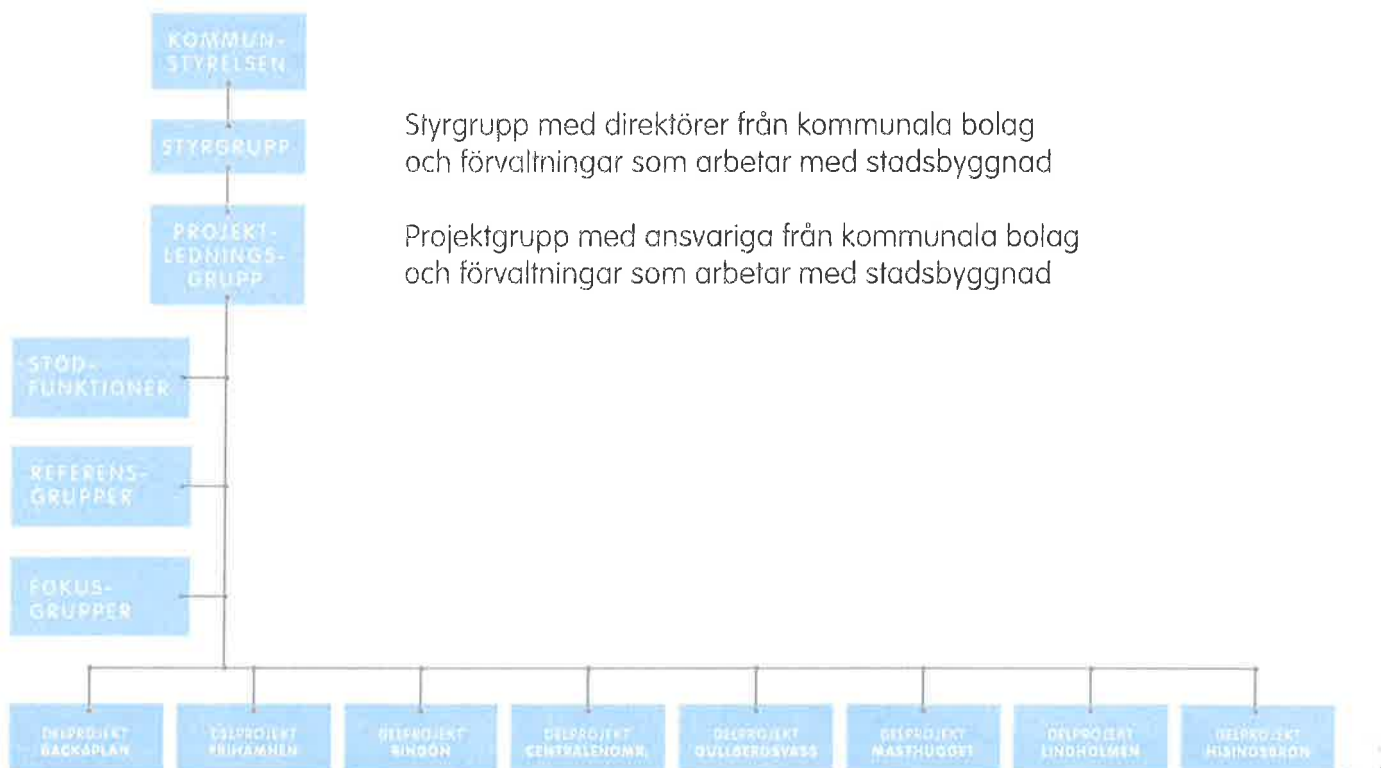 KOMMUN-
STYRELSEN
STYRGRUPP
Styrgrupp med direktörer från kommunala bolag
och förvaltningar som arbetar med stadsbyggnad
PROJEKT-
LEDNINGS-
GRUPP
Projektgrupp med ansvariga från kommunala bolag
och förvaltningar som arbetar med stadsbyggnad
STÖD-
FUNKTIONER
REFERENS-
GRUPPER
FOKUS-
GRUPPER
DELPROJEKT
BACKAPLAN
DELPROJEKT
FRIHAMNEN
DELPROJEKT
RINGÖN
DELPROJEKT
CENTRALENOMR.
DELPROJEKT
GULLBERGSVASS
DELPROJEKT
MASTHUGGET
DELPROJEKT
LINDHOLMEN
DELPROJEKT
HISINGSBRON